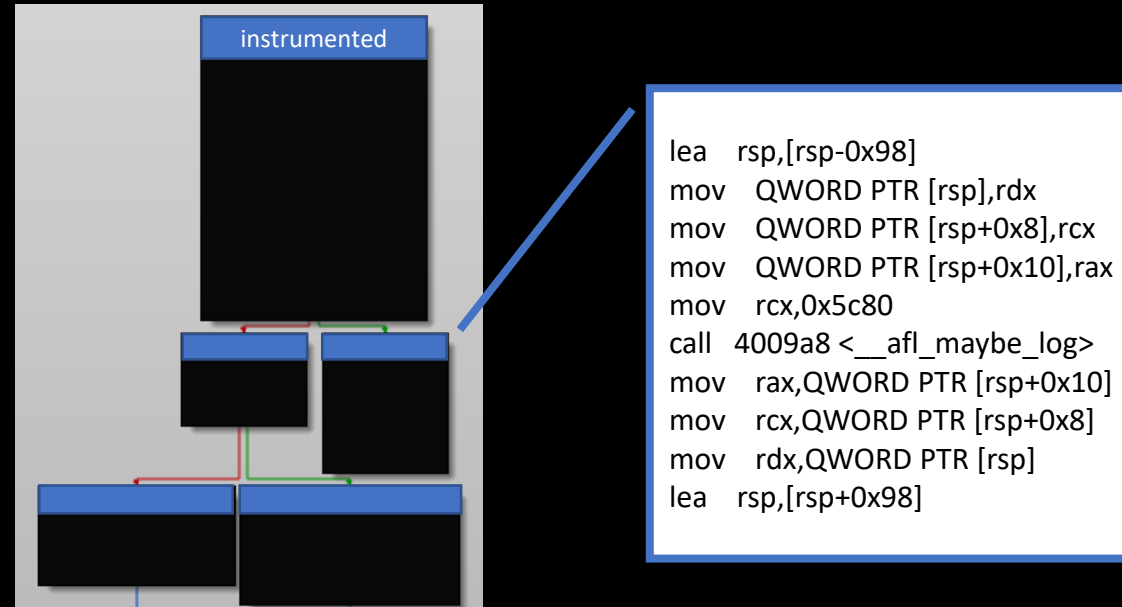 instrumented
lea rsp,[rsp-0x98]
mov QWORD PTR [rsp],rdx
mov QWORD PTR [rsp+0x8],rcx
mov QWORD PTR [rsp+0x10],rax
mov rcx,0x5c80
call 4009a8 <__afl_maybe_log>
mov rax,QWORD PTR [rsp+0x10]
mov rcx,QWORD PTR [rsp+0x8]
mov rdx,QWORD PTR [rsp]
lea rsp,[rsp+0x98]